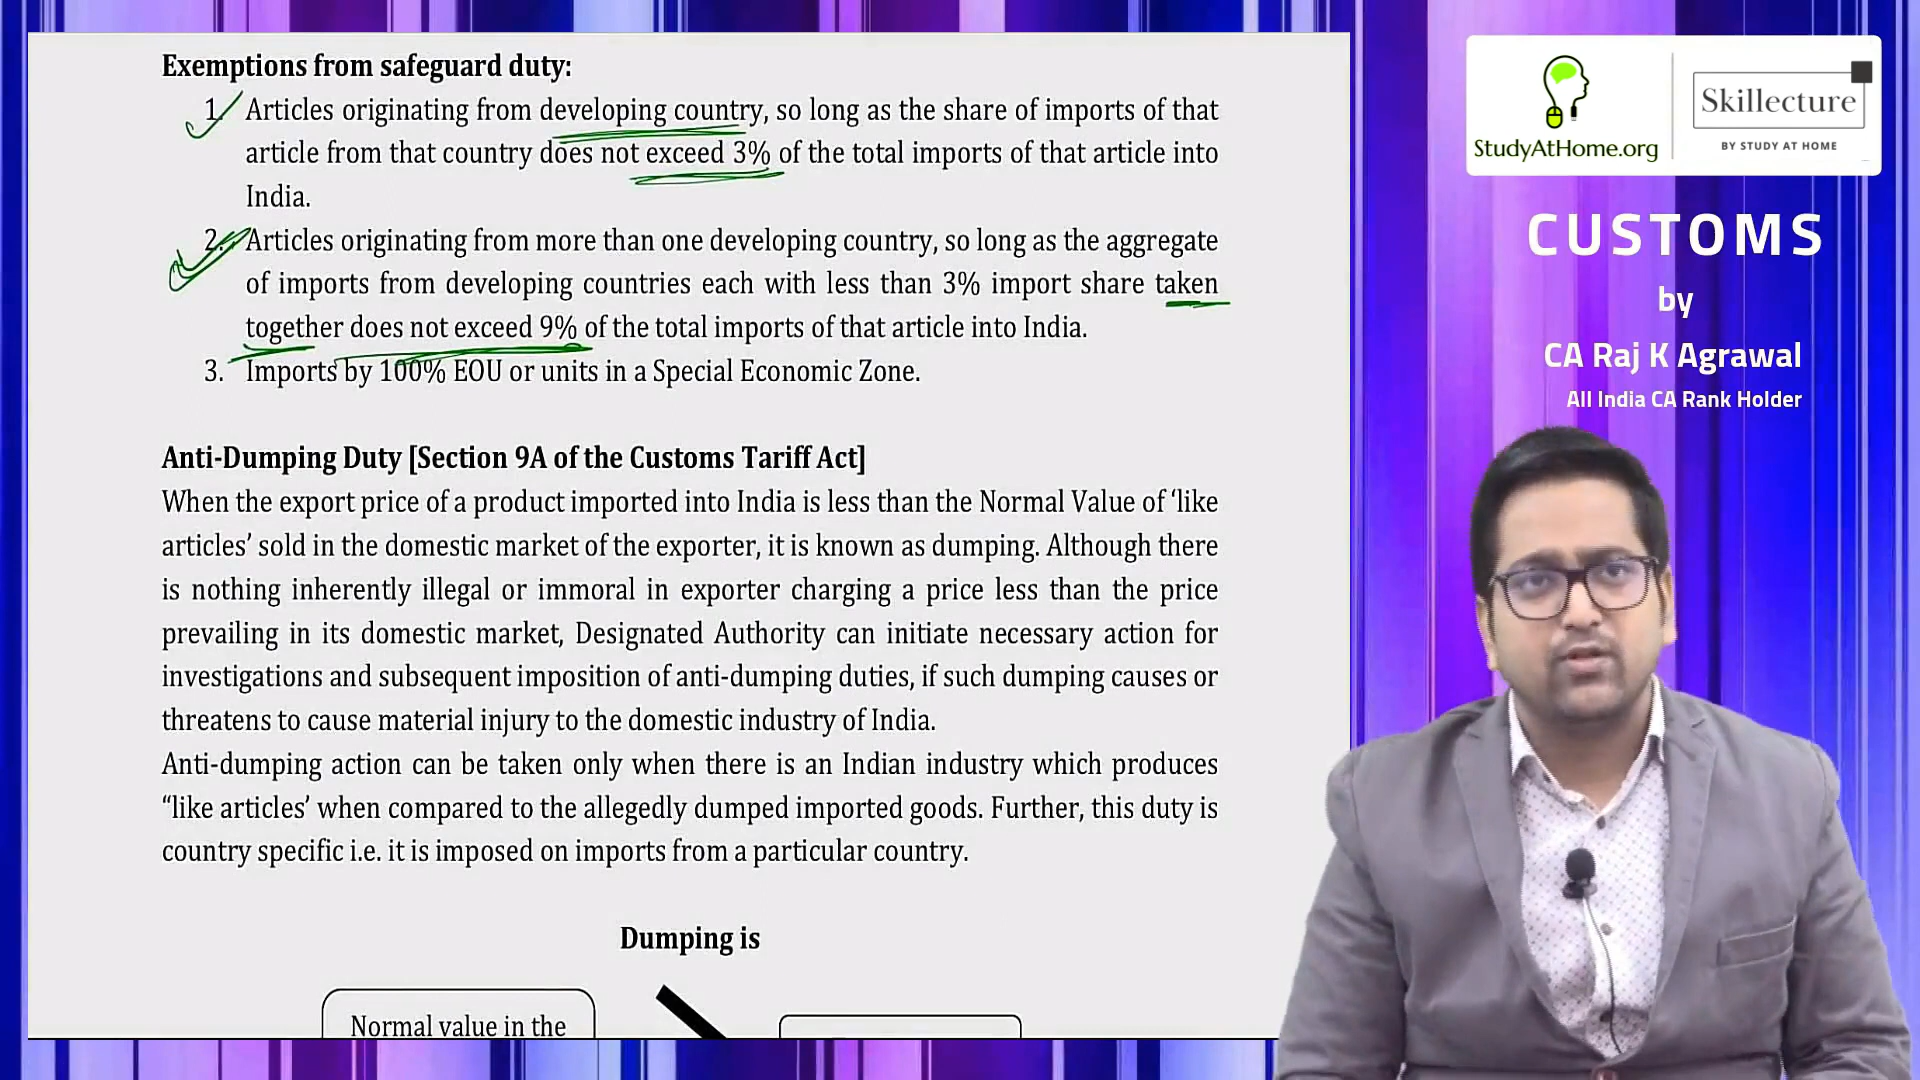 Exemptions from safeguard duty:
1. Articles originating from developing country, so long as the share of imports of that
article from that country does not exceed 3% of the total imports of that article into
India.
2. Articles originating from more than one developing country, so long as the aggregate
of imports from developing countries each with less than 3% import share taken
together does not exceed 9% of the total imports of that article into India.
3. Imports by 100% EOU or units in a Special Economic Zone.
Anti-Dumping Duty [Section 9A of the Customs Tariff Act]
When the export price of a product imported into India is less than the Normal Value of ‘like
articles’ sold in the domestic market of the exporter, it is known as dumping. Although there
is nothing inherently illegal or immoral in exporter charging a price less than the price
prevailing in its domestic market, Designated Authority can initiate necessary action for
investigations and subsequent imposition of anti-dumping duties, if such dumping causes or
threatens to cause material injury to the domestic industry of India.
Anti-dumping action can be taken only when there is an Indian industry which produces
“like articles’ when compared to the allegedly dumped imported goods. Further, this duty is
country specific i.e. it is imposed on imports from a particular country.
Dumping is
Normal value in the
StudyAtHome.org
Skillecture
BY STUDY AT HOME
CUSTOMS
by
CA Raj K Agrawal
All India CA Rank Holder